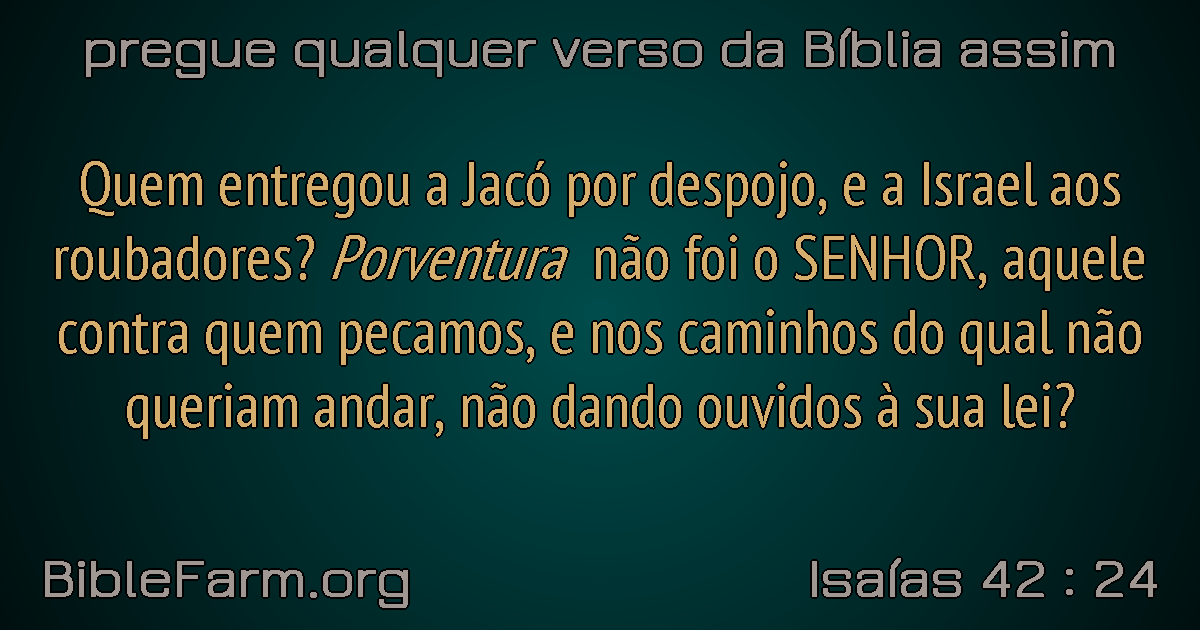 pregue qualquer verso da Bíblia assim
Quem entregou a Jacó por despojo, e a Israel aos
roubadores? Porventura não foi o SENHOR, aquele
contra quem pecamos, e nos caminhos do qual não
queriam andar, não dando ouvidos à sua lei?
BibleFarm.org
Isaías 42 : 24